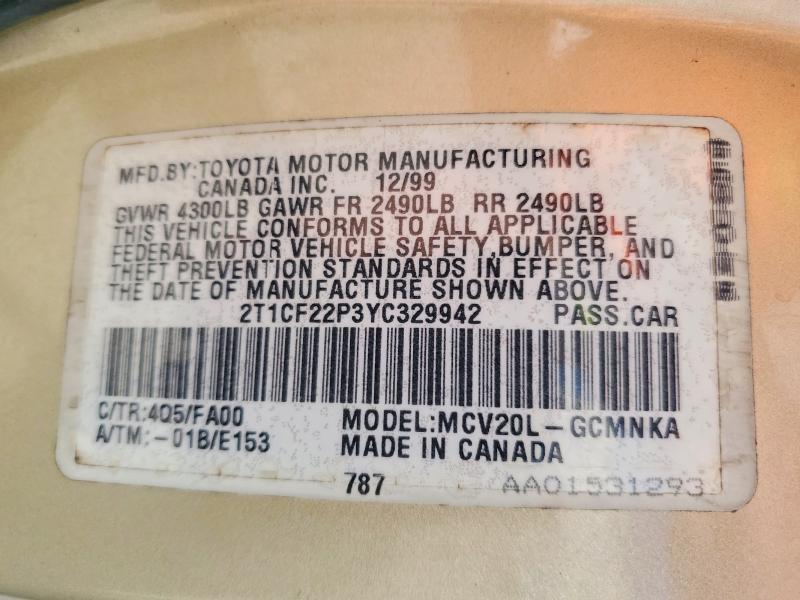 MFD.BY:TOYOTA MOTOR MANUFACTURING
CANADA INC. 12/99
GVWR 4300LB GAWR FR 2490LB RR 2490LB
THIS VEHICLE CONFORMS TO ALL APPLICABLE
FEDERAL MOTOR VEHICLE SAFETY,BUMPER, AND
THEFT PREVENTION STANDARDS IN EFFECT ON
THE DATE OF MANUFACTURE SHOWN ABOVE.
2T1CF22P3YC329942 PASS.CAR
C/TR:4Q5/FA00 MODEL:MCV20L-GCMNKA
A/TM:-01B/E153 MADE IN CANADA
787 AA01531293